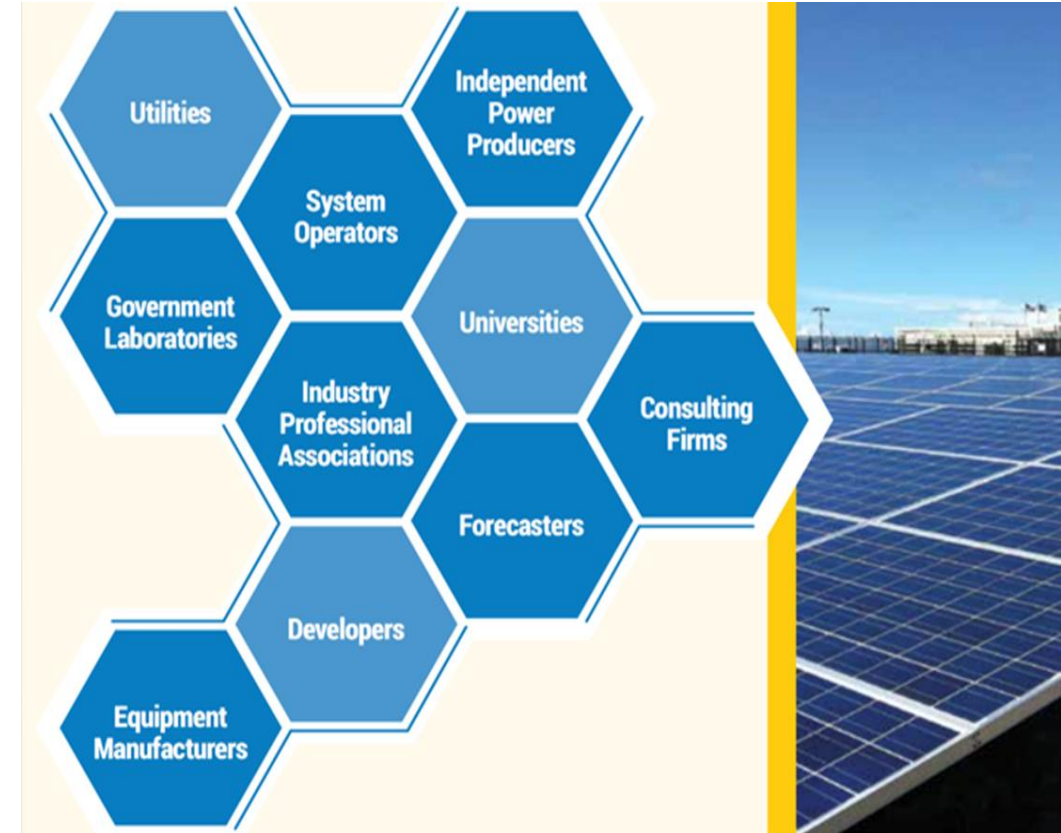 Utilities
Independent
Power
Producers
System
Operators
Government
Laboratories
Universities
Industry
Professional
Associations
Consulting
Firms
Forecasters
Developers
Equipment
Manufacturers